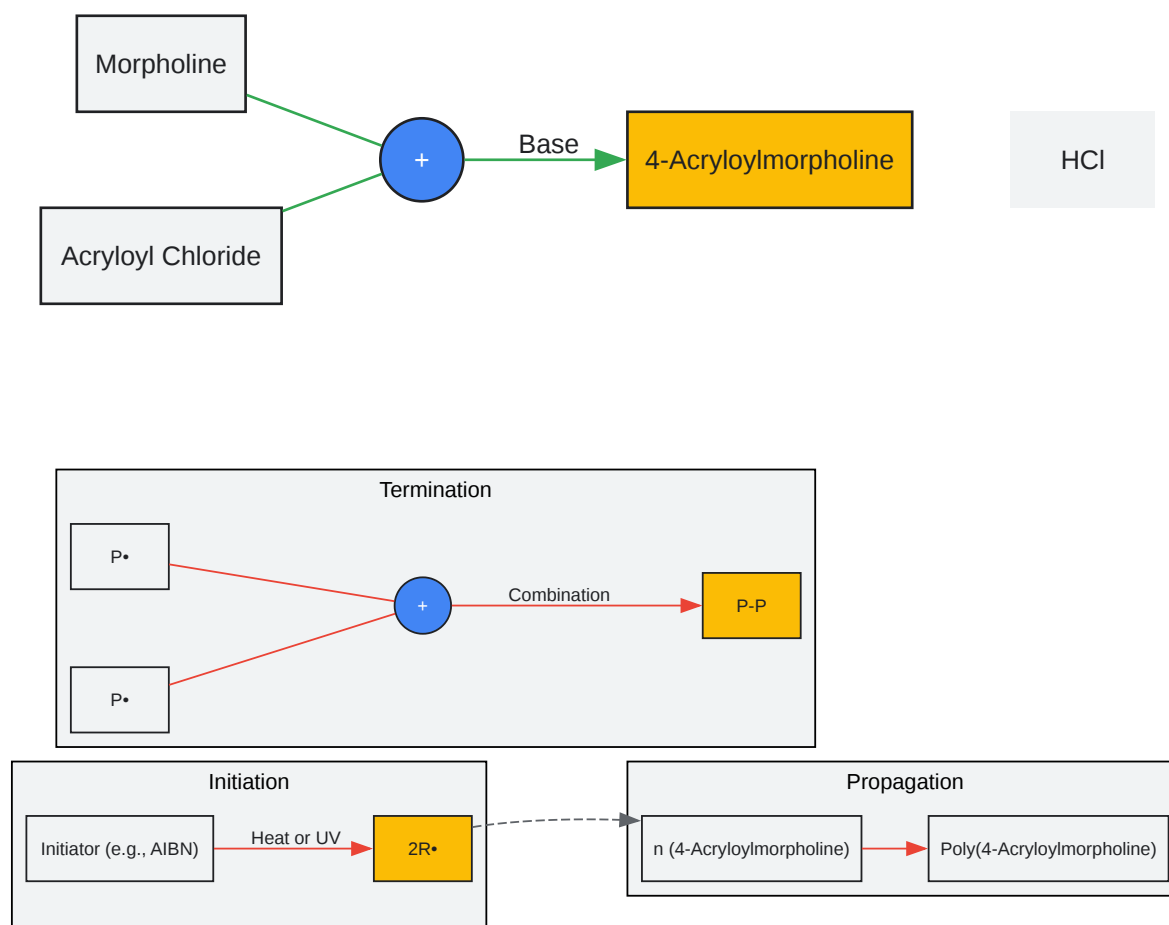 Morpholine
Acryloyl Chloride
+
Base
4-Acryloylmorpholine
HCl
Termination
P•
P•
+
Combination
P-P
Initiation
Initiator (e.g., AIBN)
Heat or UV
2R•
Propagation
n (4-Acryloylmorpholine)
Poly(4-Acryloylmorpholine)